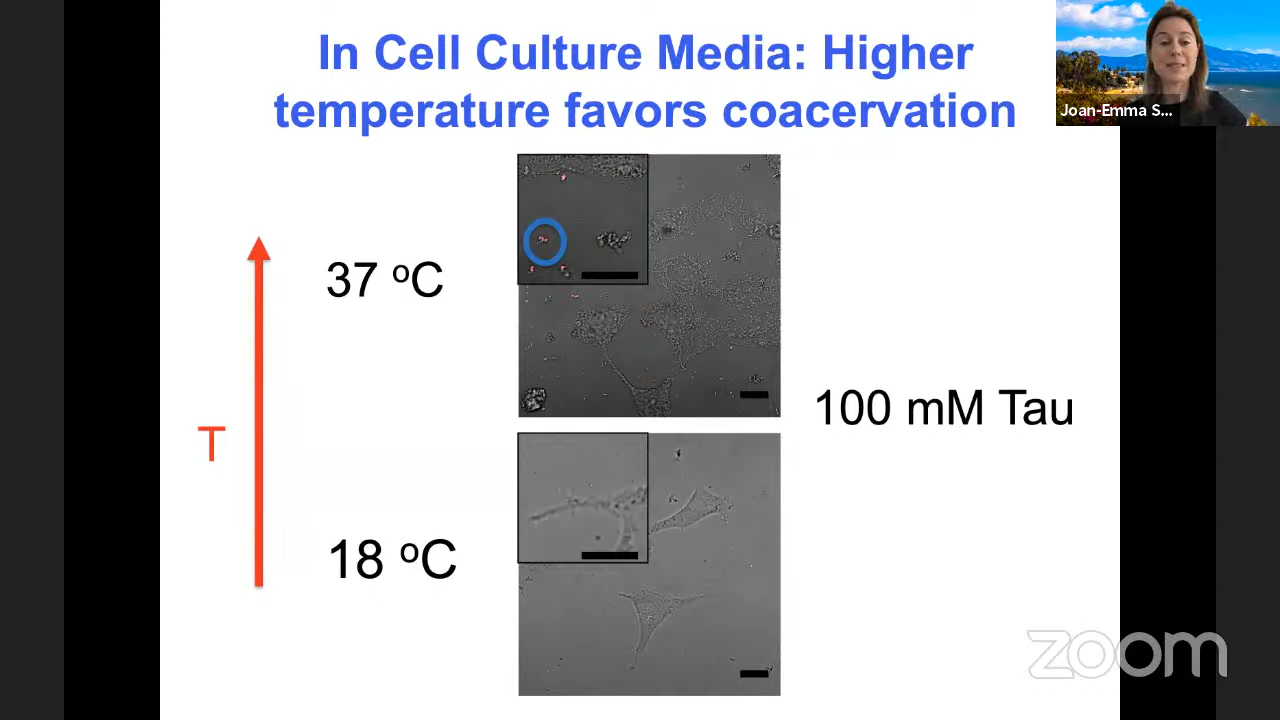 In Cell Culture Media: Higher
temperature favors coacervation
Joan-Emma S...
37 ºC
100 mM Tau
T
18 ºC
zoom